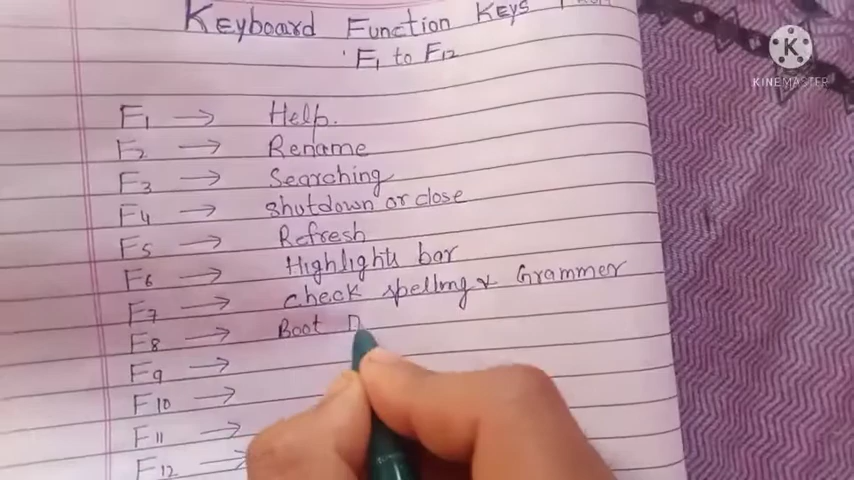 Keyboard Function Keys
F1 to F12
F1 → Help.
F2 → Rename
F3 → Searching
F4 → shutdown or close
F5 → Refresh
F6 → Highlights bar
F7 → check spelling & Grammer
F8 → Boot
F9 →
F10 →
F11 →
F12 →
K
KINEMASTER